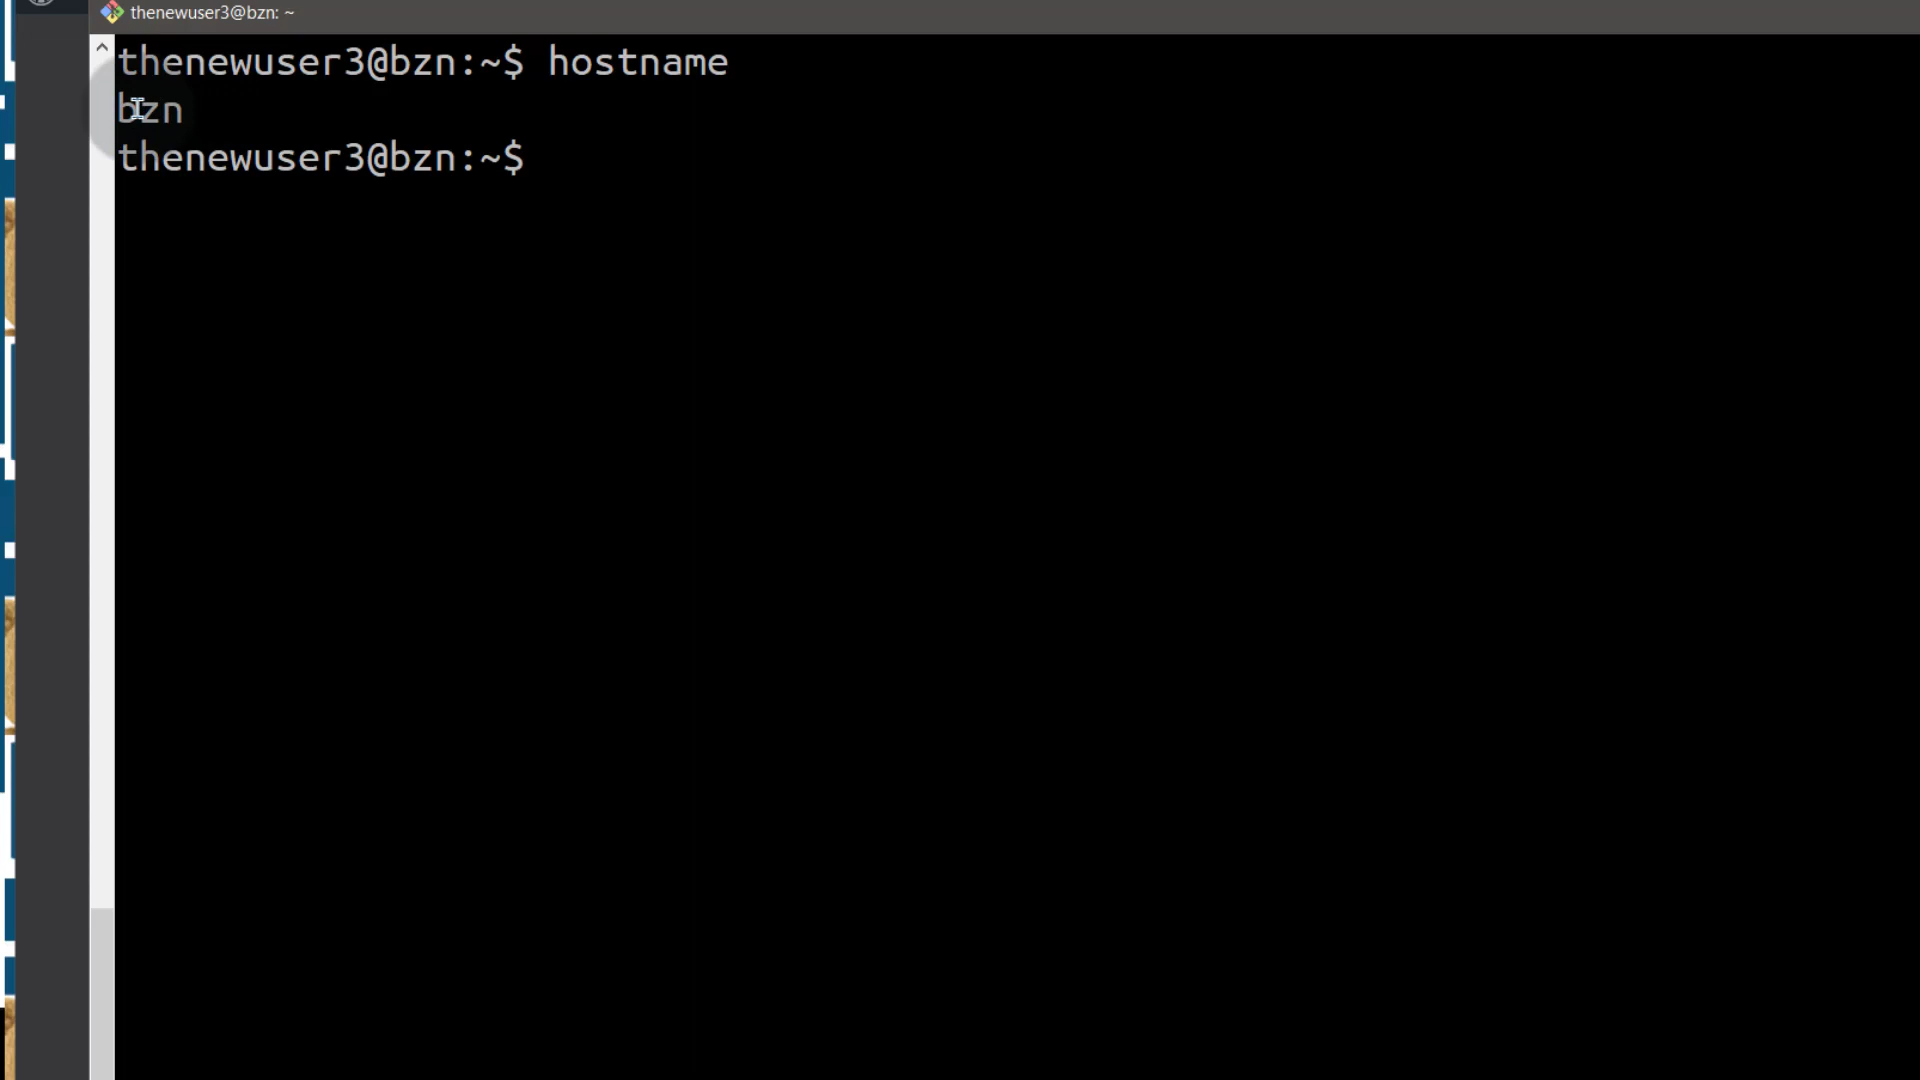 thenewuser3@bzn: ~
thenewuser3@bzn:~$ hostname
bzn
thenewuser3@bzn:~$